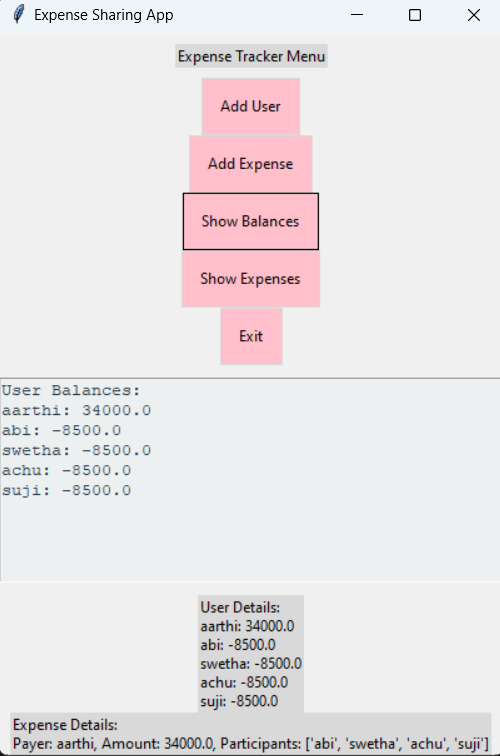 Expense Sharing App
Expense Tracker Menu
Add User
Add Expense
Show Balances
Show Expenses
Exit
User Balances:
aarthi: 34000.0
abi: -8500.0
swetha: -8500.0
achu: -8500.0
suji: -8500.0
User Details:
aarthi: 34000.0
abi: -8500.0
swetha: -8500.0
achu: -8500.0
suji: -8500.0
Expense Details:
Payer: aarthi, Amount: 34000.0, Participants: ['abi', 'swetha', 'achu', 'suji']